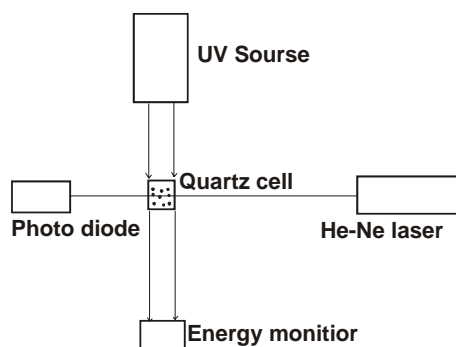 UV Sourse
Quartz cell
Photo diode
He-Ne laser
Energy monitior